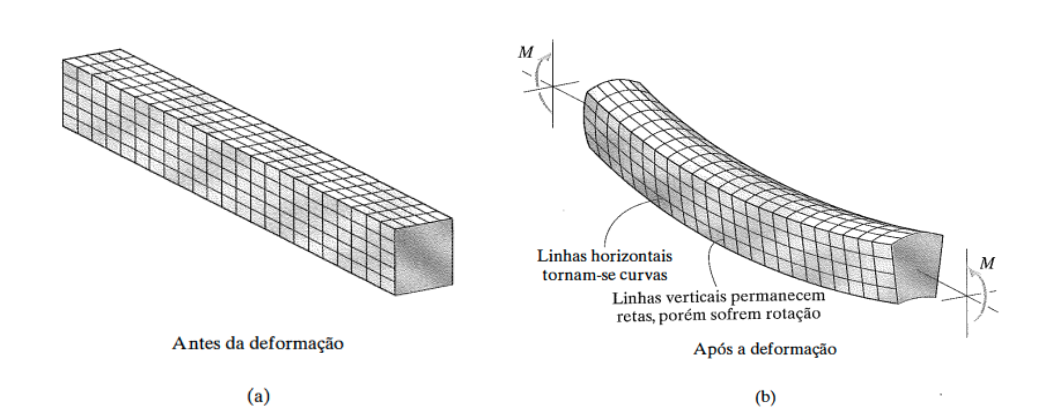 M
Linhas horizontais
tornam-se curvas
M
Linhas verticais permanecem
retas, porém sofrem rotação
Antes da deformação
Após a deformação
(a)
(b)